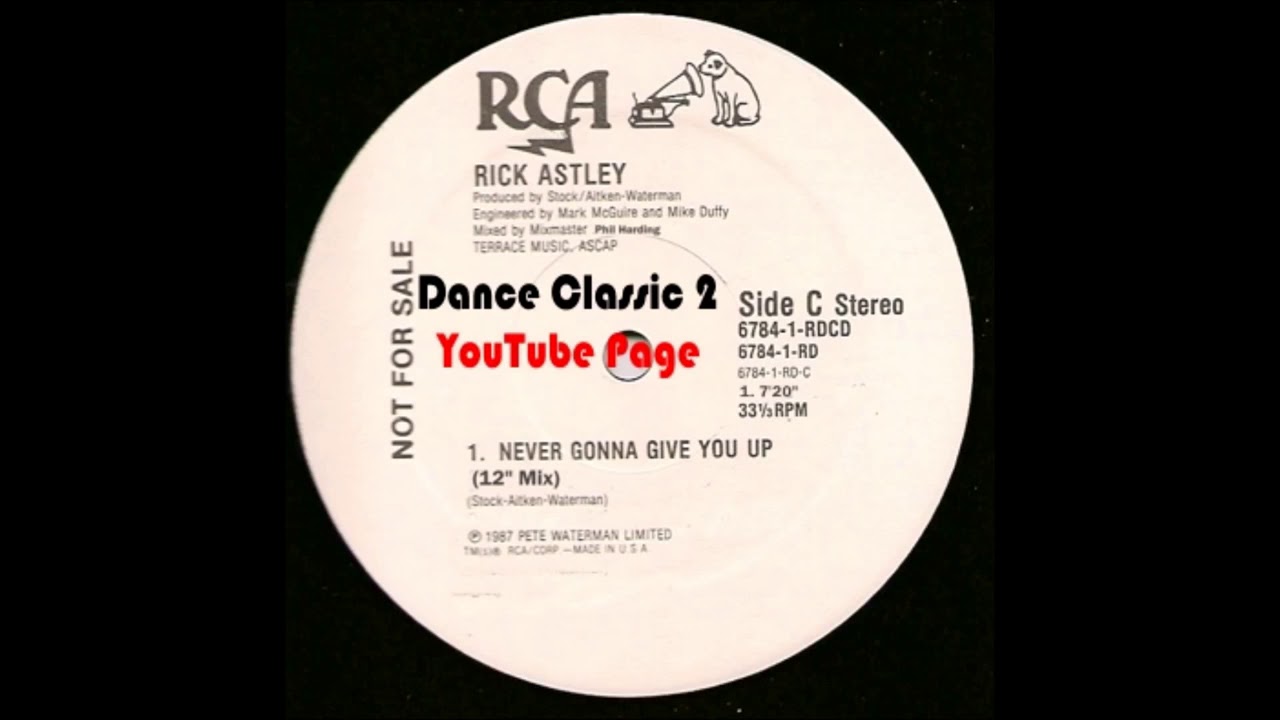 RCA
RICK ASTLEY
Produced by Stock/Aitken-Waterman
Engineered by Mark McGuire and Mike Duffy
Mixed by Mixmaster Phil Harding
TERRACE MUSIC, ASCAP
NOT FOR SALE
Dance Classic 2
YouTube Page
Side C Stereo
6784-1-RDCD
6784-1-RD
6784-1-RD-C
1. 7'20"
33⅓ RPM
1. NEVER GONNA GIVE YOU UP
(12" Mix)
(Stock-Aitken-Waterman)
℗ 1987 PETE WATERMAN LIMITED
TM(s)® RCA/CORP —MADE IN U.S.A